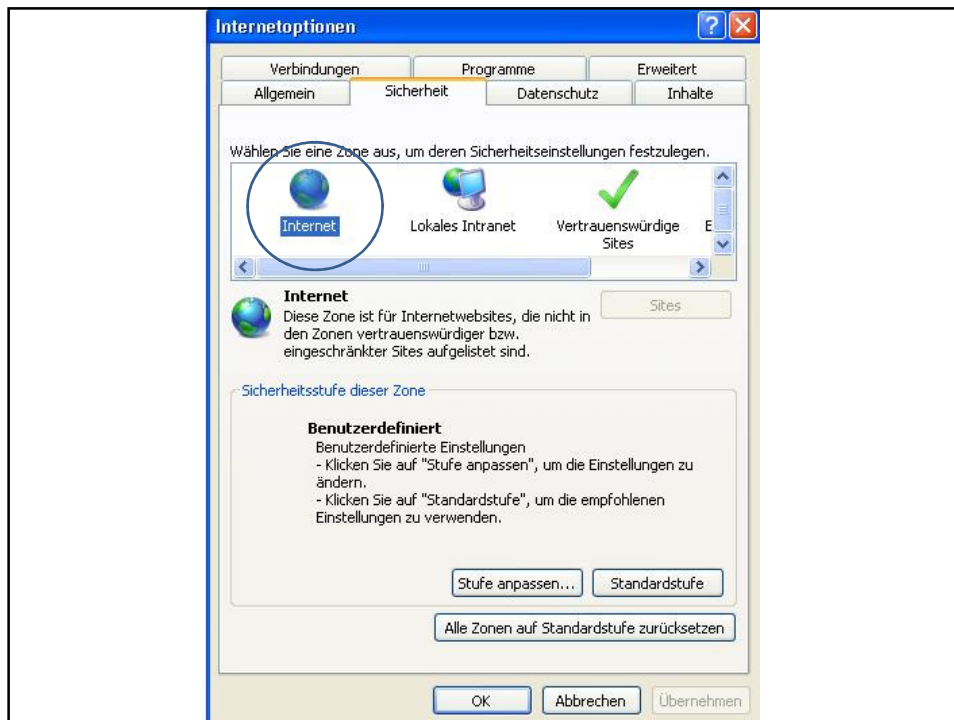 Internetoptionen
Verbindungen Programme Erweitert
Allgemein Sicherheit Datenschutz Inhalte
Wählen Sie eine Zone aus, um deren Sicherheitseinstellungen festzulegen.
Internet Lokales Intranet Vertrauenswürdige E
Sites
Internet
Sites
Diese Zone ist für Internetwebsites, die nicht in
den Zonen vertrauenswürdiger bzw.
eingeschränkter Sites aufgelistet sind.
Sicherheitsstufe dieser Zone
Benutzerdefiniert
Benutzerdefinierte Einstellungen
- Klicken Sie auf "Stufe anpassen", um die Einstellungen zu
ändern.
- Klicken Sie auf "Standardstufe", um die empfohlenen
Einstellungen zu verwenden.
Stufe anpassen... Standardstufe
Alle Zonen auf Standardstufe zurücksetzen
OK Abbrechen Übernehmen